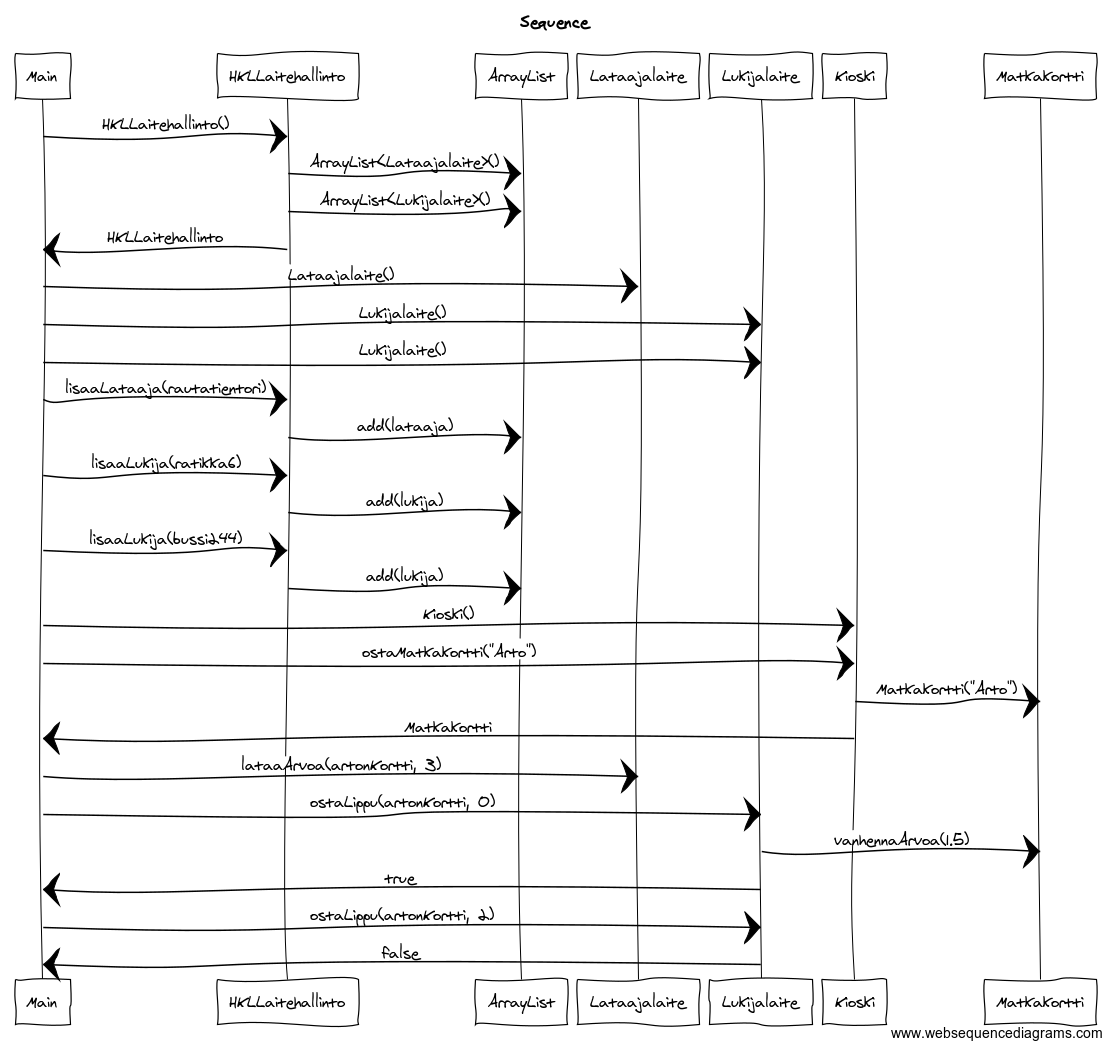 Sequence
Main HKLLaitehallinto ArrayList Lataajalaite Lukijalaite Kioski Matkakortti
HKLLaitehallinto()
ArrayList<Lataajalaite>()
ArrayList<Lukijalaite>()
HKLLaitehallinto
Lataajalaite()
Lukijalaite()
Lukijalaite()
lisaaLataaja(rautatientori)
add(lataaja)
lisaaLukija(ratikka6)
add(lukija)
lisaaLukija(bussi244)
add(lukija)
Kioski()
ostaMatkakortti("Arto")
Matkakortti("Arto")
Matkakortti
lataaArvoa(artonKortti, 3)
ostaLippu(artonKortti, 0)
vanhennaArvoa(1.5)
true
ostaLippu(artonKortti, 2)
false
Main HKLLaitehallinto ArrayList Lataajalaite Lukijalaite Kioski Matkakortti
www.websequencediagrams.com